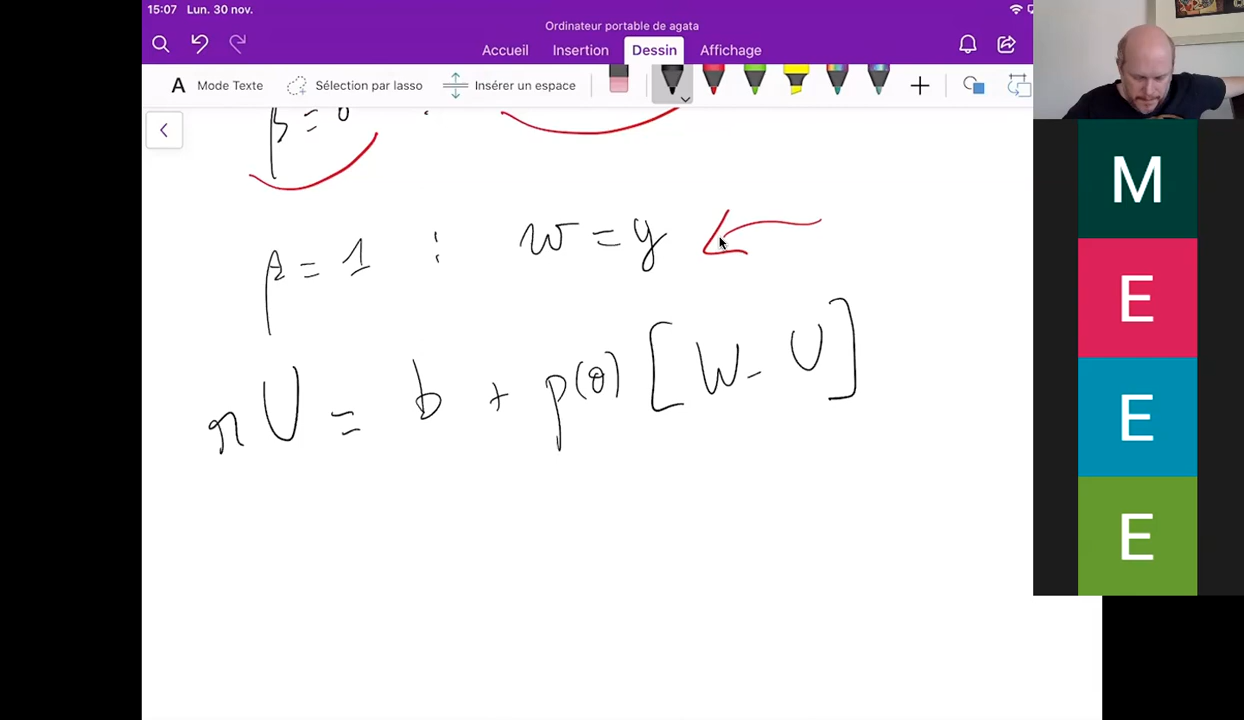 15:07 Lun. 30 nov.
Ordinateur portable de agata
Accueil Insertion Dessin Affichage
A Mode Texte Sélection par lasso Insérer un espace
β = 0 :
β = 1 : w = y
rU = b + p(θ) [W - U]
M
E
E
E